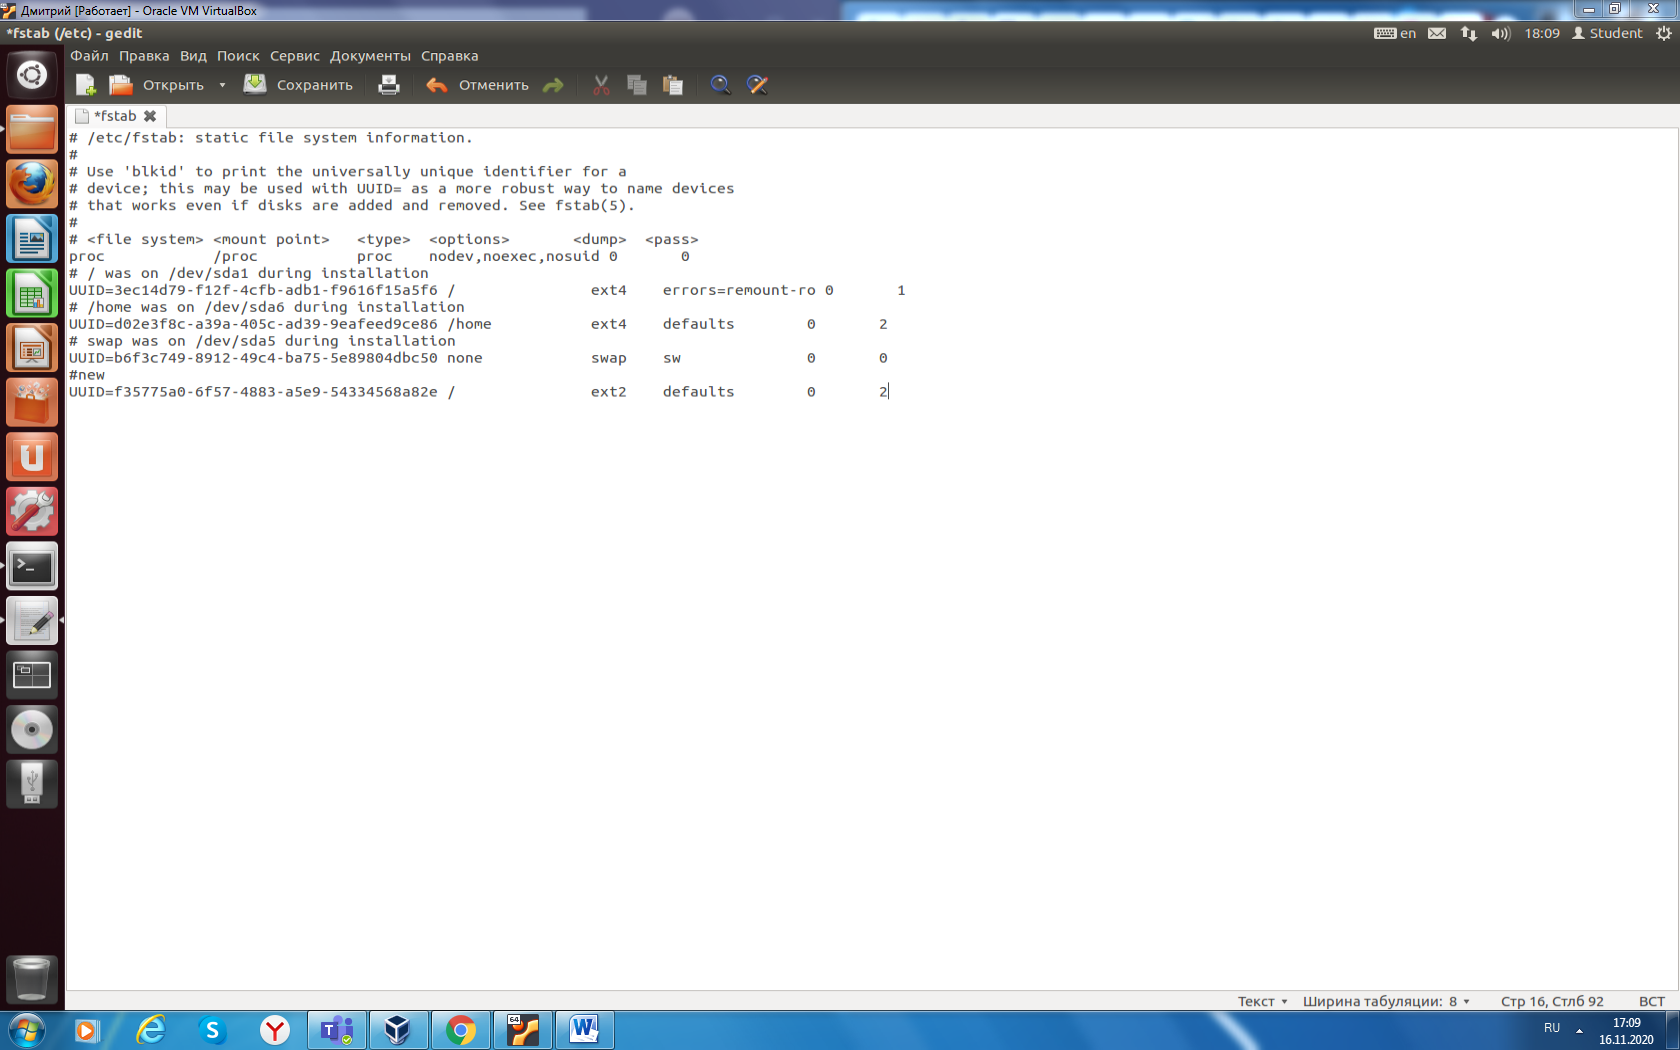 Дмитрий [Работает] - Oracle VM VirtualBox
*fstab (/etc) - gedit
en
18:09
Student
Файл Правка Вид Поиск Сервис Документы Справка
Открыть
Сохранить
Отменить
*fstab
# /etc/fstab: static file system information.
#
# Use 'blkid' to print the universally unique identifier for a
# device; this may be used with UUID= as a more robust way to name devices
# that works even if disks are added and removed. See fstab(5).
#
# <file system> <mount point>   <type>  <options>       <dump>  <pass>
proc            /proc           proc    nodev,noexec,nosuid 0       0
# / was on /dev/sda1 during installation
UUID=3ec14d79-f12f-4cfb-adb1-f9616f15a5f6 /               ext4    errors=remount-ro 0       1
# /home was on /dev/sda6 during installation
UUID=d02e3f8c-a39a-405c-ad39-9eafeed9ce86 /home           ext4    defaults        0       2
# swap was on /dev/sda5 during installation
UUID=b6f3c749-8912-49c4-ba75-5e89804dbc50 none            swap    sw              0       0
#new
UUID=f35775a0-6f57-4883-a5e9-54334568a82e /               ext2    defaults        0       2
Текст
Ширина табуляции: 8
Стр 16, Стлб 92
ВСТ
64
RU
17:09
16.11.2020